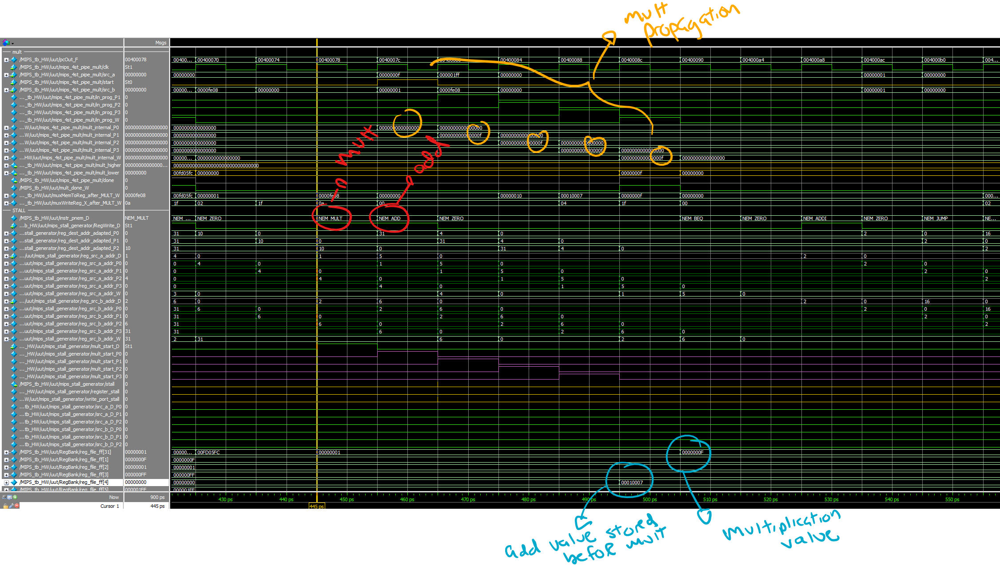 mult
propagation
Msgs
mult
/MIPS_tb_HW/uut/pcOut_F 00400078 00400... 00400070 00400074 00400078 0040007c 00400084 00400088 0040008c 00400090 004000a4 004000a8 004000ac 004000b0 004...
/MIPS_tb_HW/uut/mips_4st_pipe_mult/clk St1
/MIPS_tb_HW/uut/mips_4st_pipe_mult/src_a 00000000 00000000 0000000f 000001ff 00000000 00000001 00000000
/MIPS_tb_HW/uut/mips_4st_pipe_mult/start St0
/MIPS_tb_HW/uut/mips_4st_pipe_mult/src_b 00000000 00000... 0000fe08 00000000 00000001 0000fe08 00000000 00000001 00000000
..._tb_HW/uut/mips_4st_pipe_mult/in_prog_P1 0
..._tb_HW/uut/mips_4st_pipe_mult/in_prog_P2 0
..._tb_HW/uut/mips_4st_pipe_mult/in_prog_P3 0
..._tb_HW/uut/mips_4st_pipe_mult/in_prog_W 0
...W/uut/mips_4st_pipe_mult/mult_internal_P0 0000000000000000 0000000000000000 0000000000000000
...W/uut/mips_4st_pipe_mult/mult_internal_P1 0000000000000000 0000000000000000 000000000000000f 0000000000000000
...W/uut/mips_4st_pipe_mult/mult_internal_P2 0000000000000000 0000000000000000 000000000000000f 0000000000000000
...W/uut/mips_4st_pipe_mult/mult_internal_P3 0000000000000000 0000000000000000 000000000000000f 0000000000000000
...HW/uut/mips_4st_pipe_mult/mult_internal_W 0000000000000000 00000... 0000000000000000 000000000000000f 0000000000000000
..._tb_HW/uut/mips_4st_pipe_mult/mult_higher 00000000000000... 00000000000000000000000000000000
/MIPS_tb_HW/uut/mips_4st_pipe_mult/mult_lower 00000000 00fd05fc 00000000 0000000f 00000000
/MIPS_tb_HW/uut/mips_4st_pipe_mult/done 0
/MIPS_tb_HW/uut/mult_done_W 0
..._tb_HW/uut/muxMemToReg_after_MULT_W 0000fe08 00fd05fc 00000001 0000fe08 00000000 00000010 00010007 0000000f 00000000 000...
..._tb_HW/uut/muxWriteReg_X_after_MULT_W 0a 1f 02 1f 0a 00 04 1f 00 02
mult
add
STALL
/MIPS_tb_HW/uut/instr_pnem_D NEM_MULT NEM ... NEM ZERO NEM MULT NEM ADD NEM ZERO NEM BEQ NEM ZERO NEM ADDI NEM ZERO NEM JUMP NE...
...b_HW/uut/mips_stall_generator/RegWrite_D St1
...stall_generator/reg_dest_addr_adapted_P0 0 31 10 0 31 4 0 2 0 16
...stall_generator/reg_dest_addr_adapted_P1 0 31 10 0 31 4 0 2 0
...stall_generator/reg_dest_addr_adapted_P2 10 31 10 0 31 4 0 2
.../uut/mips_stall_generator/reg_src_a_addr_D 1 4 0 1 5 0 2 0
...uut/mips_stall_generator/reg_src_a_addr_P0 0 0 4 0 1 5 0 2 0
...uut/mips_stall_generator/reg_src_a_addr_P1 0 0 4 0 1 5 0 2 0
...uut/mips_stall_generator/reg_src_a_addr_P2 4 0 4 0 1 5 0 2
...uut/mips_stall_generator/reg_src_a_addr_P3 0 0 4 0 1 5 0
...uut/mips_stall_generator/reg_src_a_addr_W 0 3 0 4 0 1 5 0
.../uut/mips_stall_generator/reg_src_b_addr_D 2 6 0 2 6 0 2 0 16 0
...uut/mips_stall_generator/reg_src_b_addr_P0 0 31 6 0 2 6 0 2 0 16
...uut/mips_stall_generator/reg_src_b_addr_P1 0 31 6 0 2 6 0 2 0
...uut/mips_stall_generator/reg_src_b_addr_P2 6 31 6 0 2 6 0 2
...uut/mips_stall_generator/reg_src_b_addr_P3 31 31 6 0 2 6 0
...uut/mips_stall_generator/reg_src_b_addr_W 31 2 31 6 0 2 6 0
..._HW/uut/mips_stall_generator/mult_start_D St1
..._HW/uut/mips_stall_generator/mult_start_P0 0
..._HW/uut/mips_stall_generator/mult_start_P1 0
..._HW/uut/mips_stall_generator/mult_start_P2 0
..._HW/uut/mips_stall_generator/mult_start_P3 0
/MIPS_tb_HW/uut/mips_stall_generator/stall 0
..._HW/uut/mips_stall_generator/register_stall 0
...W/uut/mips_stall_generator/write_port_stall 0
...tb_HW/uut/mips_stall_generator/src_a_D_P0 0
...tb_HW/uut/mips_stall_generator/src_a_D_P1 0
...tb_HW/uut/mips_stall_generator/src_a_D_P2 0
...tb_HW/uut/mips_stall_generator/src_b_D_P0 0
...tb_HW/uut/mips_stall_generator/src_b_D_P1 0
...tb_HW/uut/mips_stall_generator/src_b_D_P2 0
/MIPS_tb_HW/uut/RegBank/reg_file_ff[31] 00000001 00000... 00FD05FC 00000001 0000000F
/MIPS_tb_HW/uut/RegBank/reg_file_ff[1] 0000000F 0000000F
/MIPS_tb_HW/uut/RegBank/reg_file_ff[2] 00000001 00000001
/MIPS_tb_HW/uut/RegBank/reg_file_ff[3] 000000FF 000000FF
/MIPS_tb_HW/uut/RegBank/reg_file_ff[4] 00000000 00000000 00010007
/MIPS_tb_HW/uut/RegBank/reg_file_ff[5] 000001FF 000001FF
Now 900 ps 430 ps 440 ps 450 ps 460 ps 470 ps 480 ps 490 ps 500 ps 510 ps 520 ps 530 ps 540 ps 550 ps
Cursor 1 445 ps 445 ps
add value stored
before mult
multiplication
value